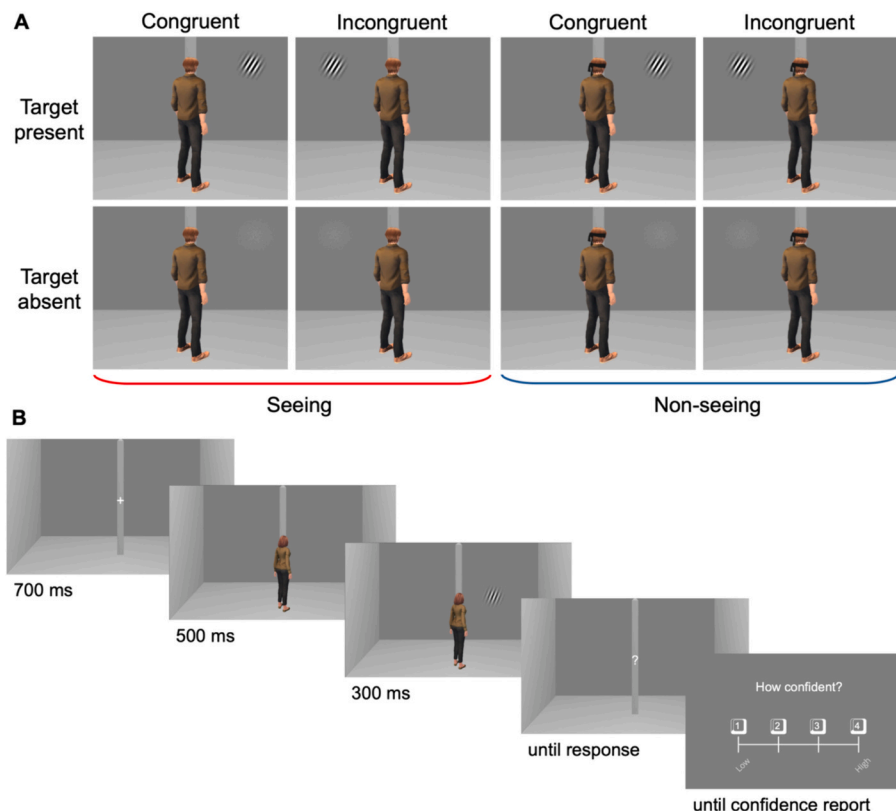 A
Congruent Incongruent Congruent Incongruent
Target
present
Target
absent
Seeing Non-seeing
B
+
700 ms
500 ms
300 ms
?
until response
How confident?
1 2 3 4
Low High
until confidence report